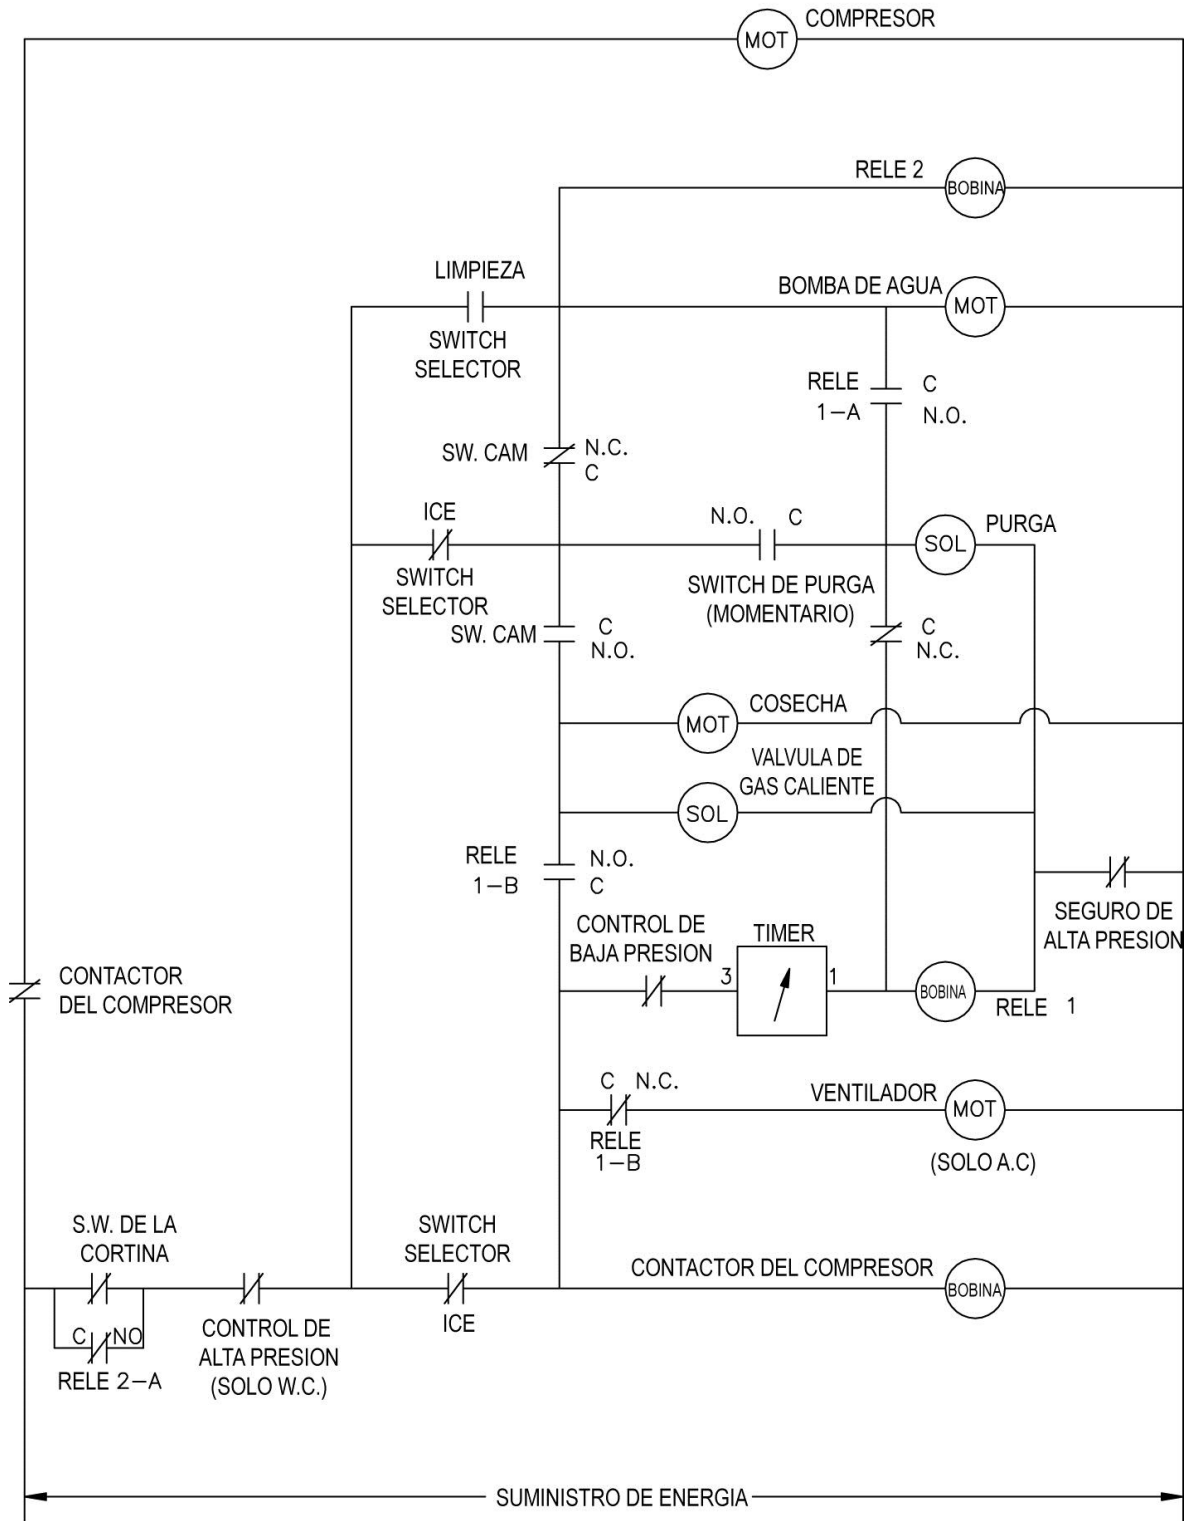 COMPRESOR
MOT
RELE 2
BOBINA
LIMPIEZA
SWITCH
SELECTOR
BOMBA DE AGUA
MOT
RELE
1-A
C
N.O.
SW. CAM
N.C.
C
ICE
SWITCH
SELECTOR
N.O.
C
SWITCH DE PURGA
(MOMENTARIO)
SOL
PURGA
SW. CAM
C
N.O.
C
N.C.
MOT
COSECHA
VALVULA DE
GAS CALIENTE
SOL
RELE
1-B
N.O.
C
CONTROL DE
BAJA PRESION
TIMER
3
1
BOBINA
RELE 1
SEGURO DE
ALTA PRESION
CONTACTOR
DEL COMPRESOR
C N.C.
RELE
1-B
VENTILADOR
MOT
(SOLO A.C)
S.W. DE LA
CORTINA
C NO
RELE 2-A
CONTROL DE
ALTA PRESION
(SOLO W.C.)
SWITCH
SELECTOR
ICE
CONTACTOR DEL COMPRESOR
BOBINA
SUMINISTRO DE ENERGIA